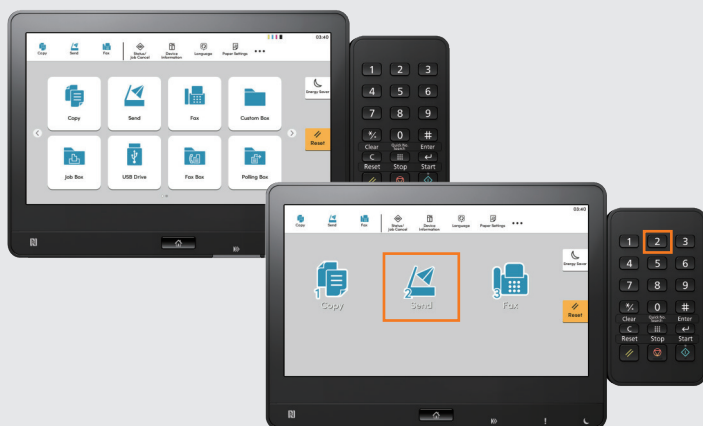 03:40
Copy Send Fax Status/ Job Cancel Device Information Language Paper Settings
Copy Send Fax Custom Box
Energy Saver
Reset
Job Box USB Drive Fax Box Polling Box
1 2 3
4 5 6
7 8 9
*/. 0 #
Clear Quick No. Search Enter
C
Reset Stop Start
03:40
Copy Send Fax Status/ Job Cancel Device Information Language Paper Settings
Energy Saver
1 2 3
Copy Send Fax
Reset
1 2 3
4 5 6
7 8 9
*/. 0 #
Clear Quick No. Search Enter
C
Reset Stop Start
!